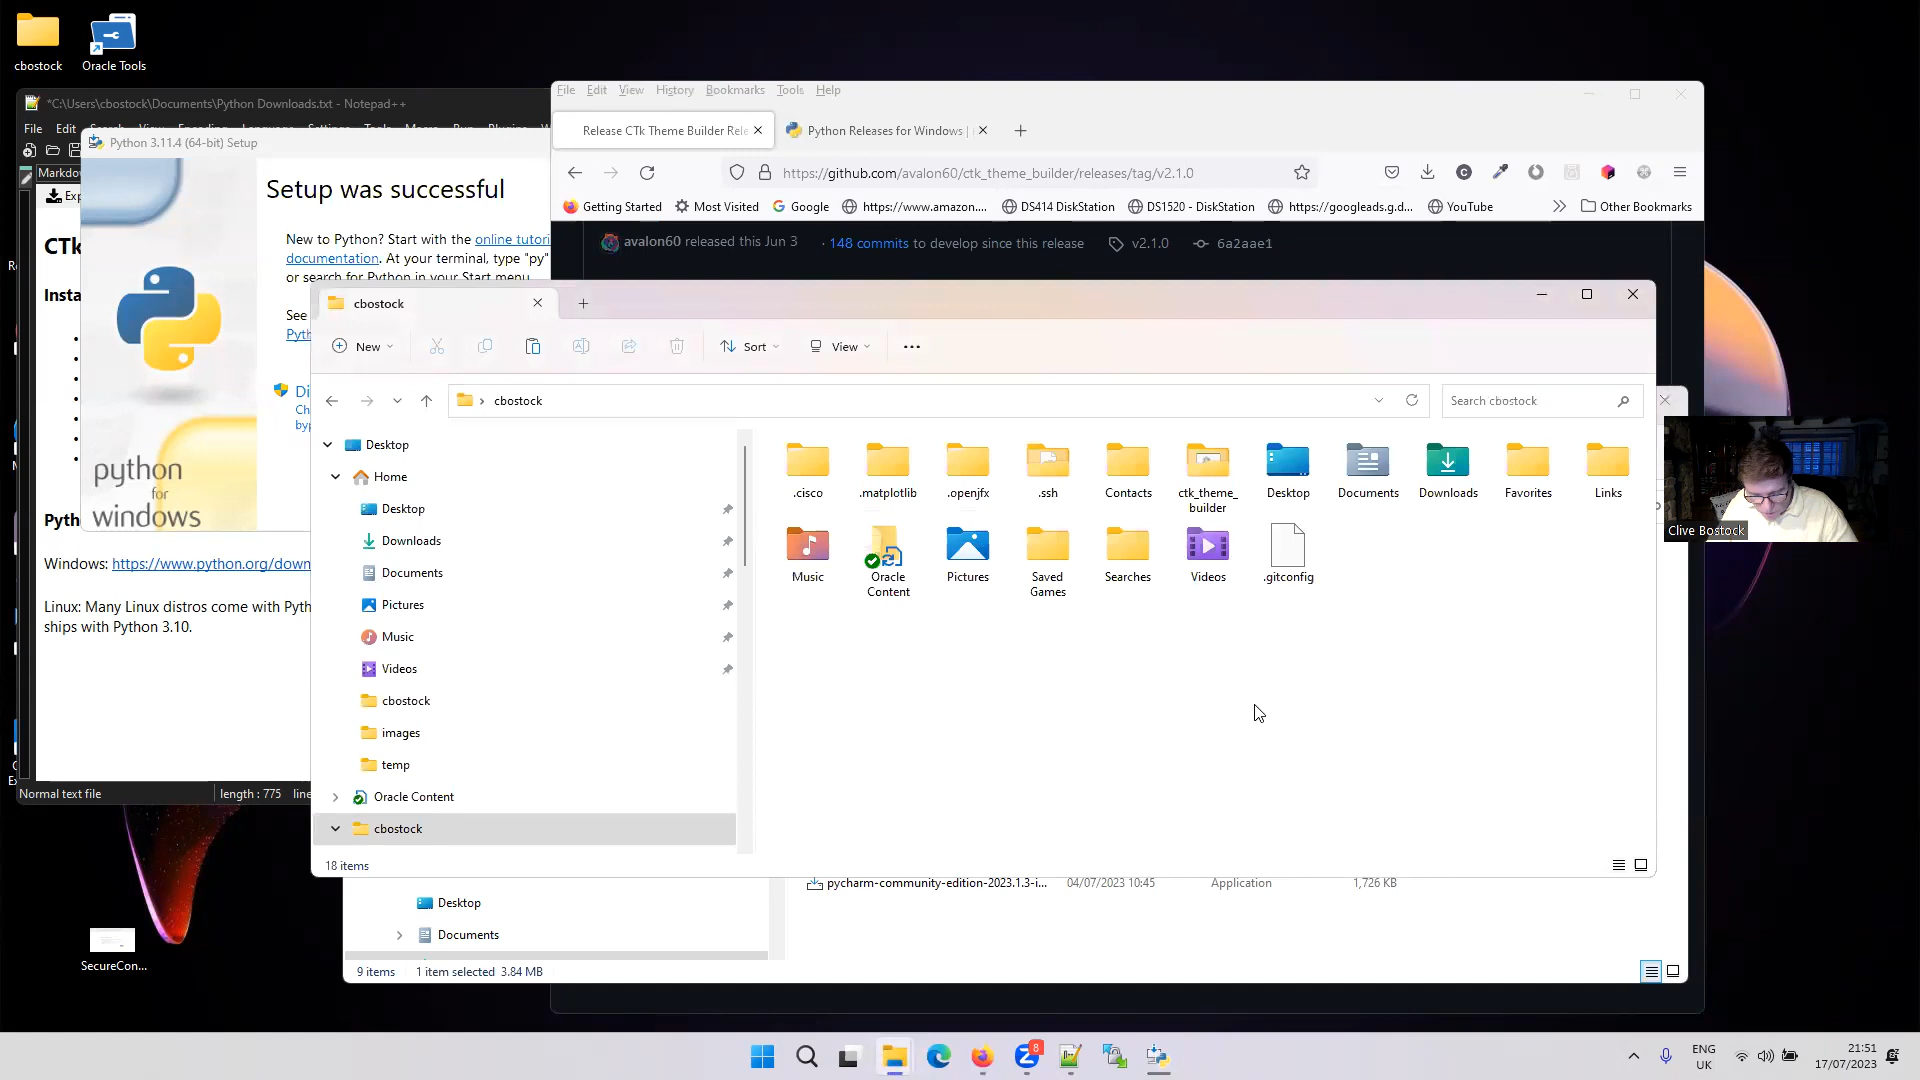 cbostock
Oracle Tools
*C:\Users\cbostock\Documents\Python Downloads.txt - Notepad++
File Edit
Python 3.11.4 (64-bit) Setup
Markdow
Exp
Setup was successful
New to Python? Start with the online tutori
documentation. At your terminal, type "py"
or search for Python in your Start menu.
See
Pyth
Di
Ch
byp
python
for
windows
CTk
Insta
Pyth
Windows: https://www.python.org/down
Linux: Many Linux distros come with Pyth
ships with Python 3.10.
Normal text file
length : 775 line
SecureCon...
File Edit View History Bookmarks Tools Help
Release CTk Theme Builder Rele
Python Releases for Windows |
https://github.com/avalon60/ctk_theme_builder/releases/tag/v2.1.0
Getting Started
Most Visited
Google
https://www.amazon....
DS414 DiskStation
DS1520 - DiskStation
https://googleads.g.d...
YouTube
Other Bookmarks
avalon60 released this Jun 3
· 148 commits to develop since this release
v2.1.0
6a2aae1
cbostock
New
Sort
View
cbostock
Search cbostock
Desktop
Home
Desktop
Downloads
Documents
Pictures
Music
Videos
cbostock
images
temp
Oracle Content
cbostock
.cisco
.matplotlib
.openjfx
.ssh
Contacts
ctk_theme_
builder
Desktop
Documents
Downloads
Favorites
Links
Music
Oracle
Content
Pictures
Saved
Games
Searches
Videos
.gitconfig
18 items
Clive Bostock
pycharm-community-edition-2023.1.3-i...
04/07/2023 10:45
Application
1,726 KB
Desktop
Documents
9 items
1 item selected 3.84 MB
8
ENG
UK
21:51
17/07/2023